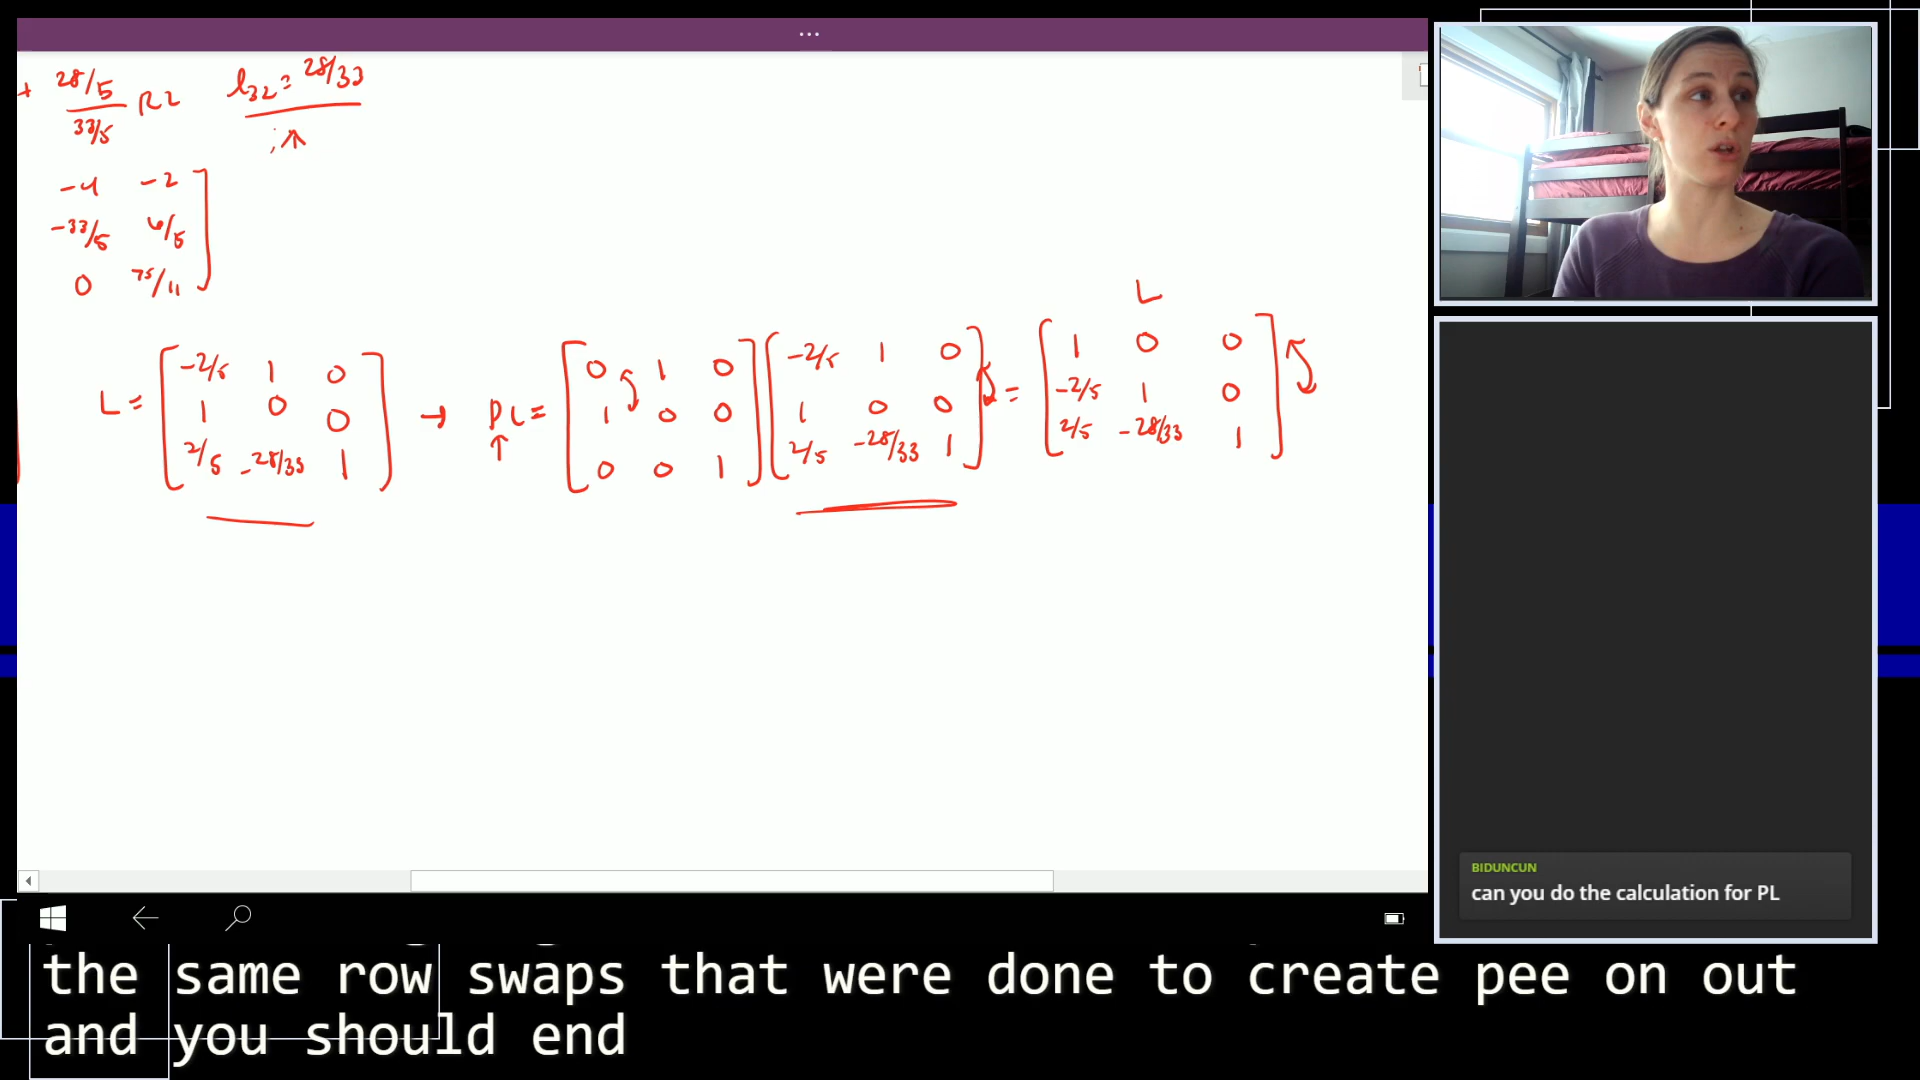 ...
+ 28/5 / 33/5 R2 l32 = 28/33
-4 -2
-33/5 6/5
0 75/11
L
L = [ -2/5 1 0 → PL = [ 0 1 0 ] [ -2/5 1 0 ] = [ 1 0 0 ]
1 0 0 1 0 0 1 0 0 -2/5 1 0
2/5 -28/33 1 0 0 1 2/5 -28/33 1 2/5 -28/33 1
BIDUNCUN
can you do the calculation for PL
the same row swaps that were done to create pee on out
and you should end